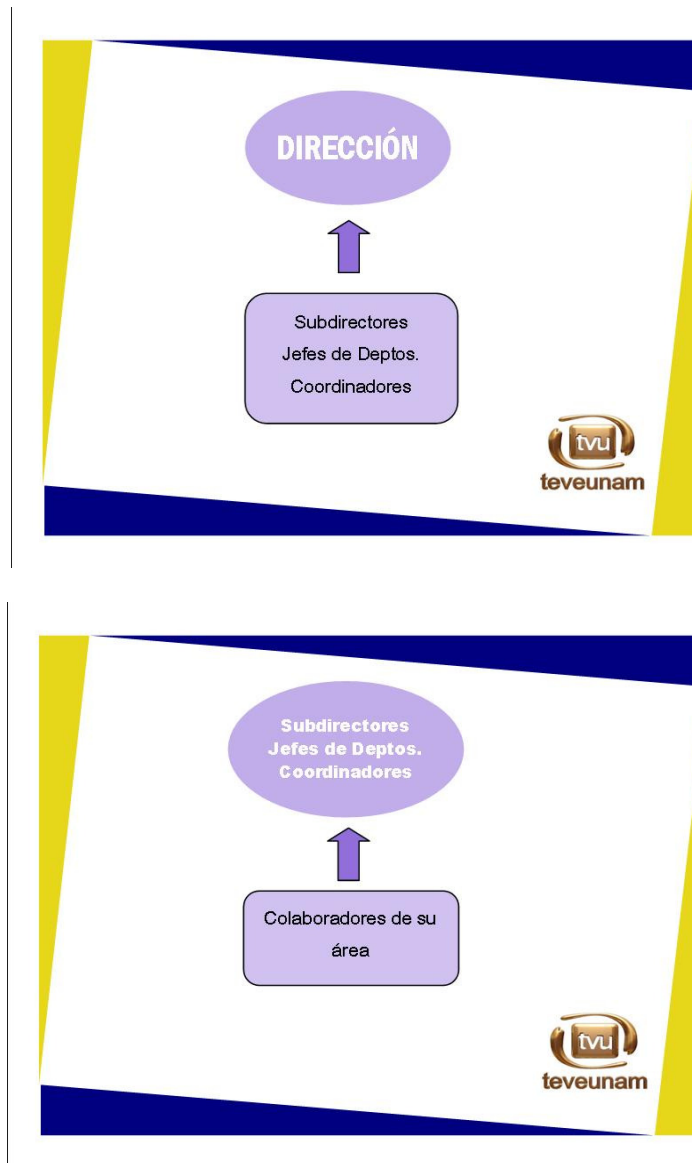 DIRECCIÓN
Subdirectores
Jefes de Deptos.
Coordinadores
tvu
teveunam
Subdirectores
Jefes de Deptos.
Coordinadores
Colaboradores de su
área
tvu
teveunam